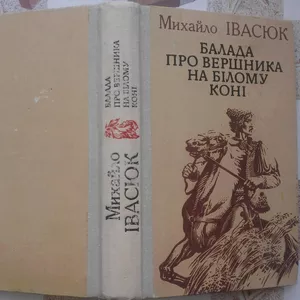 Михайло ІВАСЮК
БАЛАДА
ПРО ВЕРШНИКА
НА БІЛОМУ
КОНІ
БАЛАДА
ПРО ВЕРШНИКА
НА БІЛОМУ
КОНІ
Михайло
ІВАСЮК